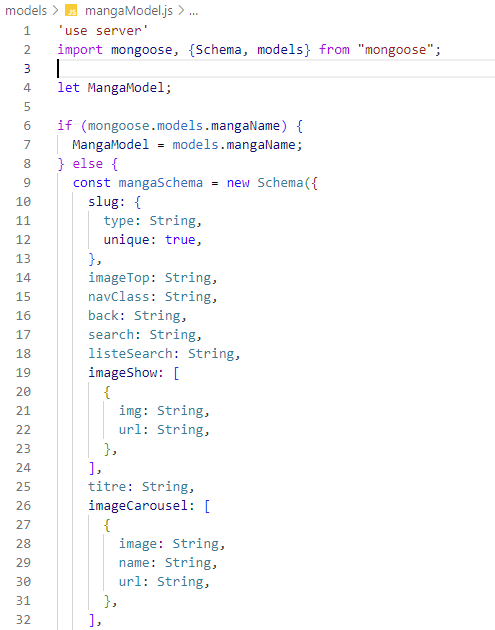 models > JS mangaModel.js > ...
1 'use server'
2 import mongoose, {Schema, models} from "mongoose";
3
4 let MangaModel;
5
6 if (mongoose.models.mangaName) {
7 MangaModel = models.mangaName;
8 } else {
9 const mangaSchema = new Schema({
10 slug: {
11 type: String,
12 unique: true,
13 },
14 imageTop: String,
15 navClass: String,
16 back: String,
17 search: String,
18 listeSearch: String,
19 imageShow: [
20 {
21 img: String,
22 url: String,
23 },
24 ],
25 titre: String,
26 imageCarousel: [
27 {
28 image: String,
29 name: String,
30 url: String,
31 },
32 ],